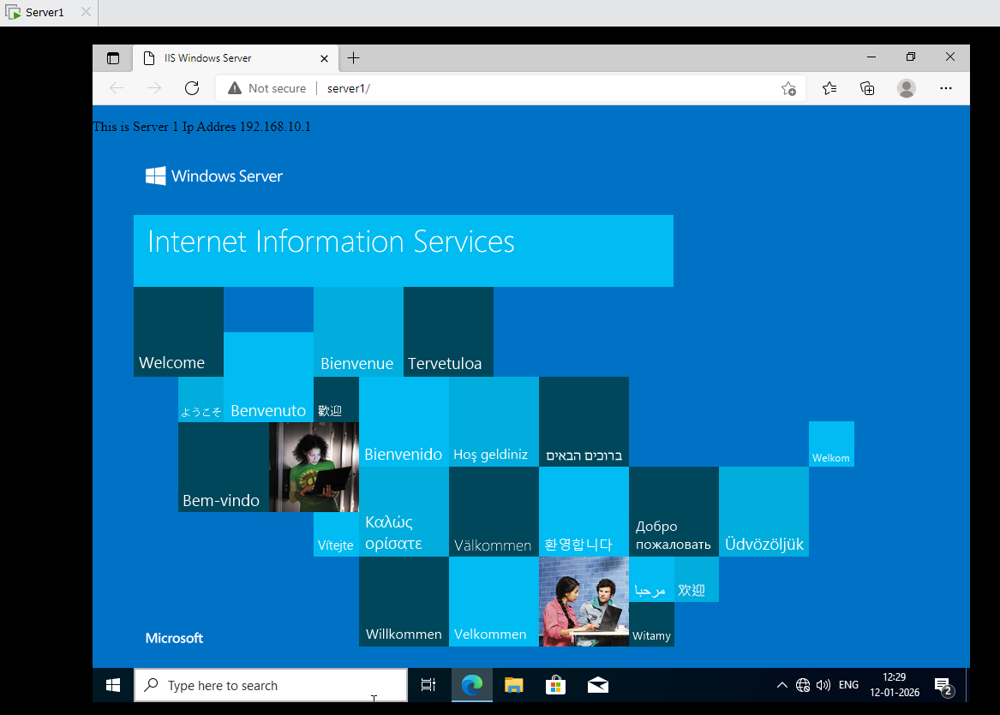 Server1
IIS Windows Server
Not secure
server1/
This is Server 1 Ip Addres 192.168.10.1
Windows Server
Internet Information Services
Welcome
Bienvenue
Tervetuloa
ようこそ
Benvenuto
歡迎
Bienvenido
Hoş geldiniz
ברוכים הבאים
Welkom
Bem-vindo
Vítejte
Καλώς
ορίσατε
Välkommen
환영합니다
Добро
пожаловать
Üdvözöljük
مرحبا
欢迎
Willkommen
Velkommen
Witamy
Microsoft
Type here to search
ENG
12:29
12-01-2026
2